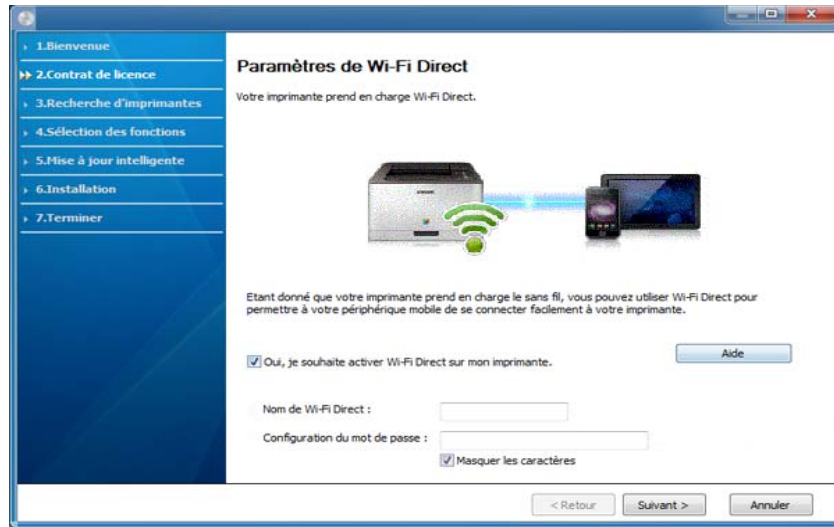 1.Bienvenue
2.Contrat de licence
3.Recherche d'imprimantes
4.Sélection des fonctions
5.Mise à jour intelligente
6.Installation
7.Terminer
Paramètres de Wi-Fi Direct
Votre imprimante prend en charge Wi-Fi Direct.
Etant donné que votre imprimante prend en charge le sans fil, vous pouvez utiliser Wi-Fi Direct pour
permettre à votre périphérique mobile de se connecter facilement à votre imprimante.
Aide
Oui, je souhaite activer Wi-Fi Direct sur mon imprimante.
Nom de Wi-Fi Direct :
Configuration du mot de passe :
Masquer les caractères
< Retour
Suivant >
Annuler